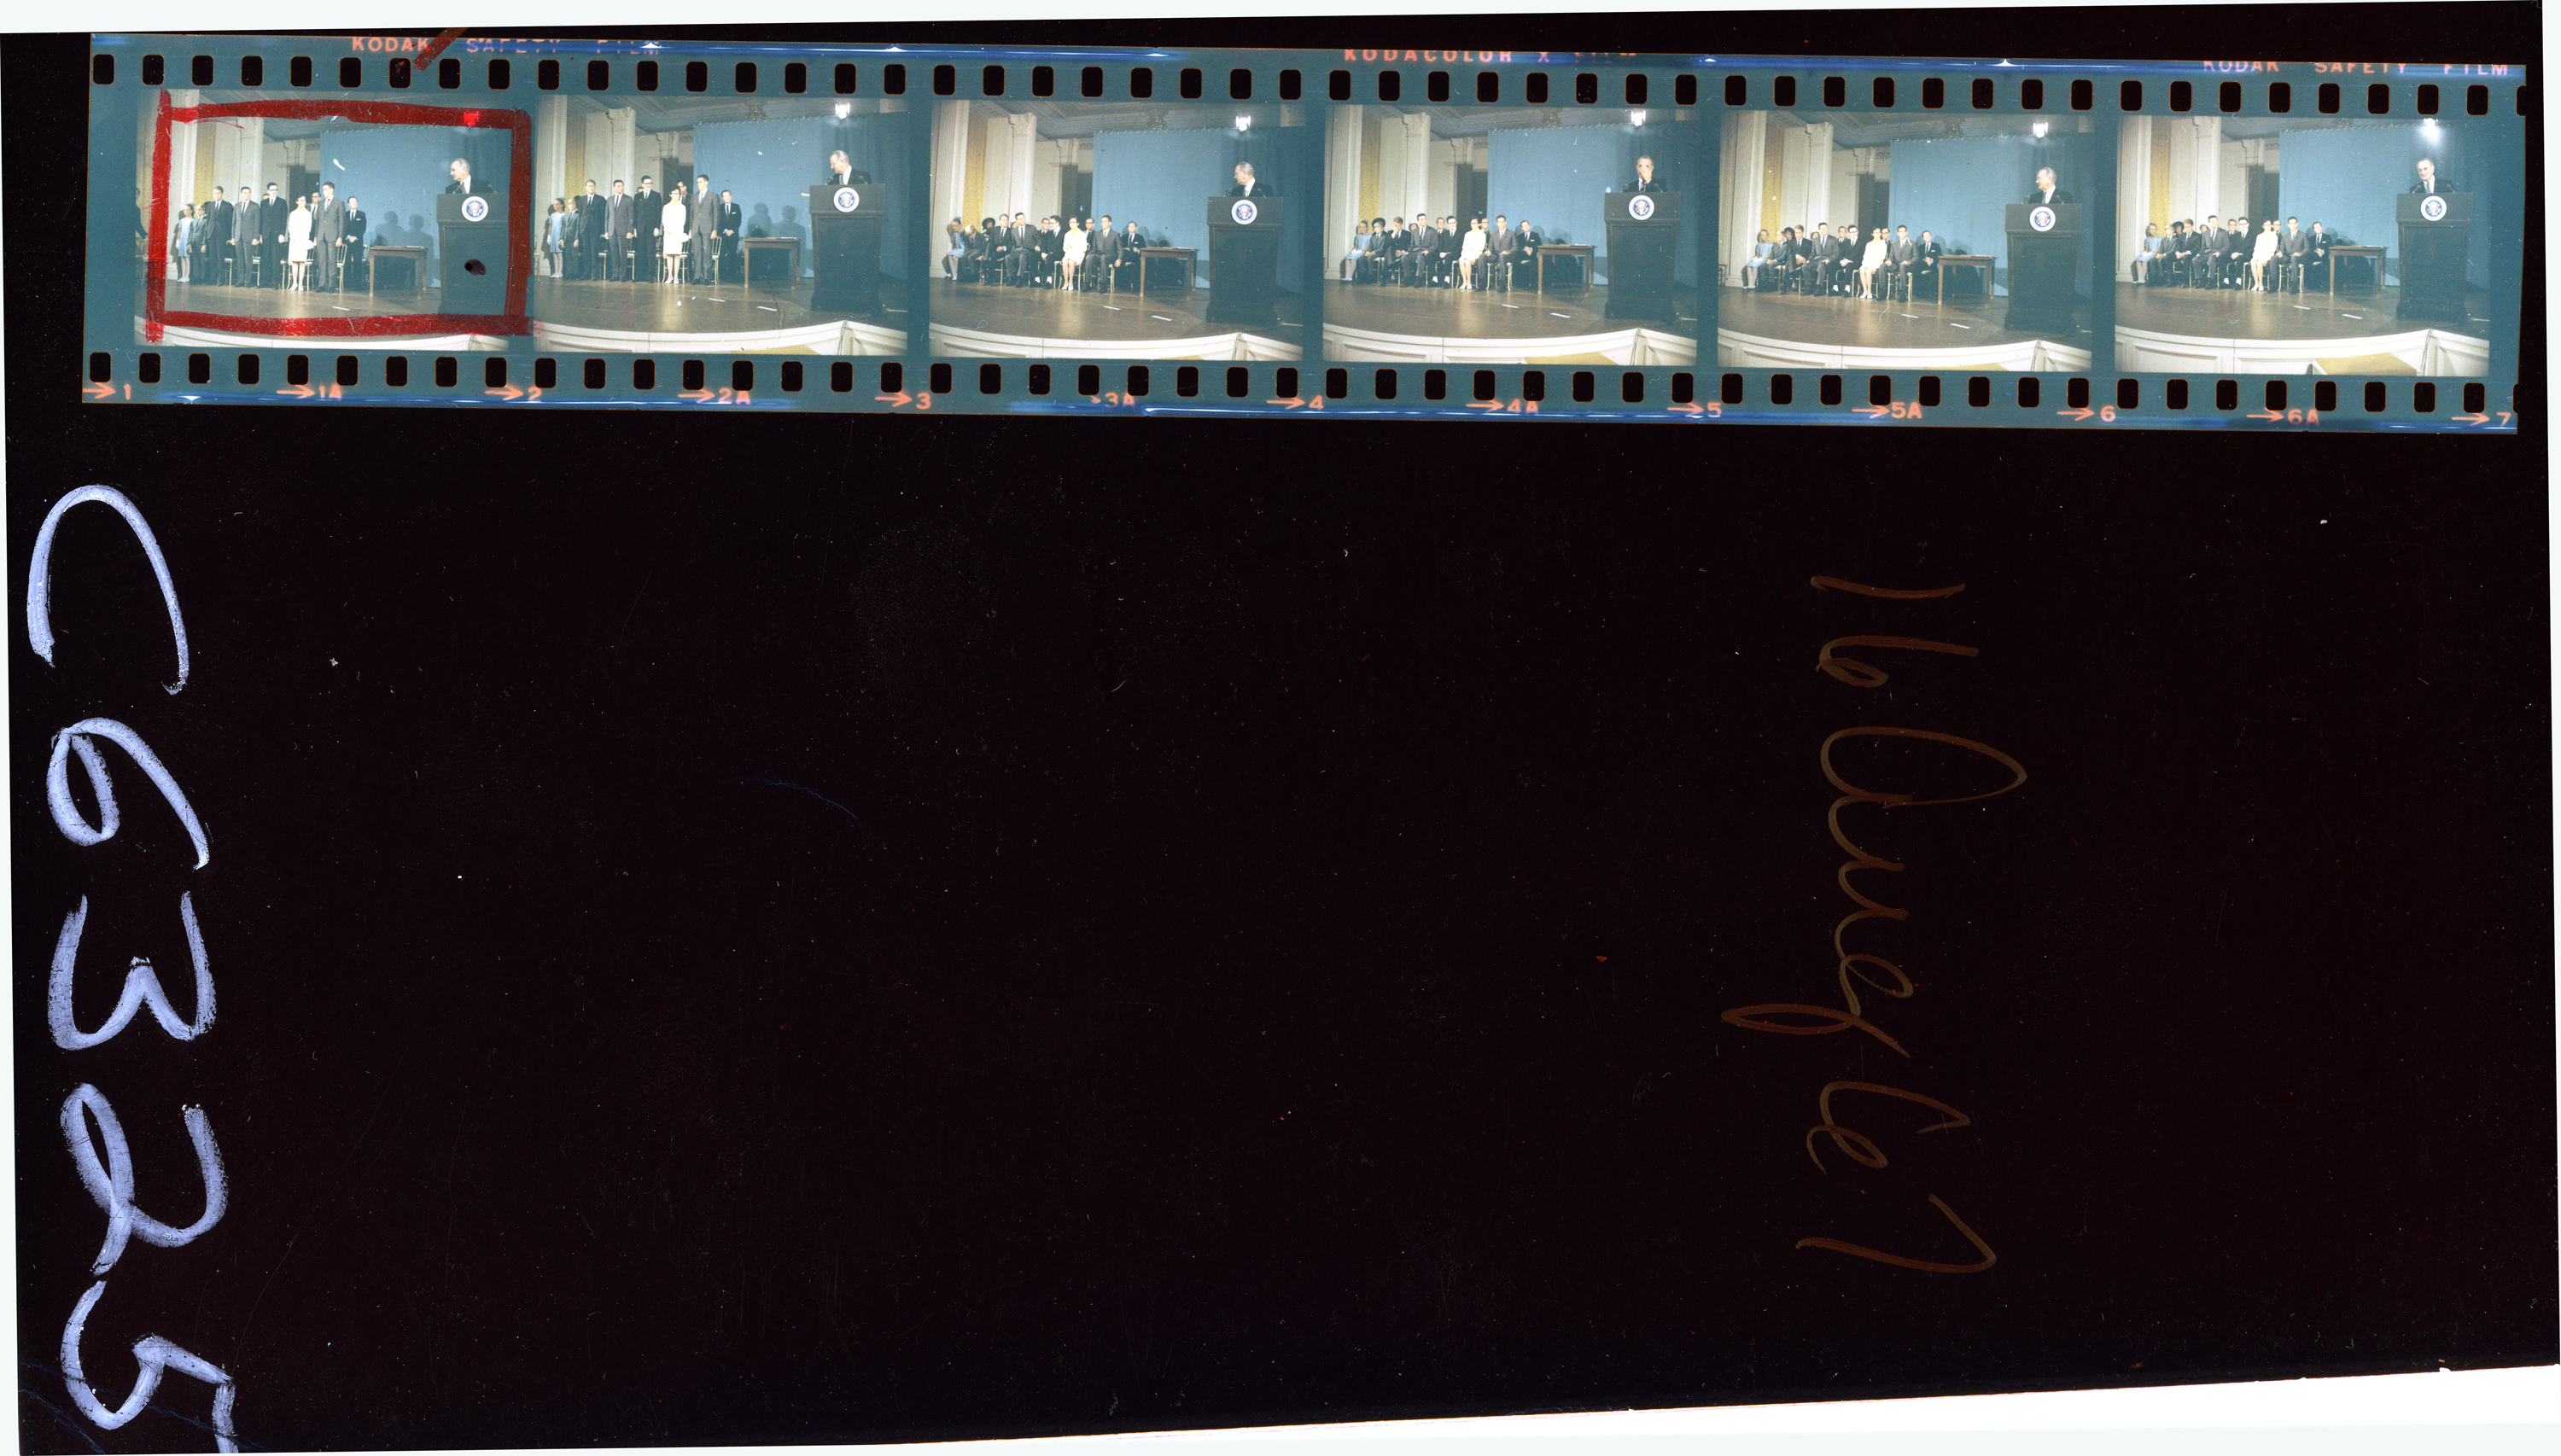 KODAK SAFETY FILM
KODACOLOR X FILM
KODAK SAFETY FILM
→1 →1A →2 →2A →3 →3A →4 →4A →5 →5A →6 →6A →7
C6325
16 Aug 67